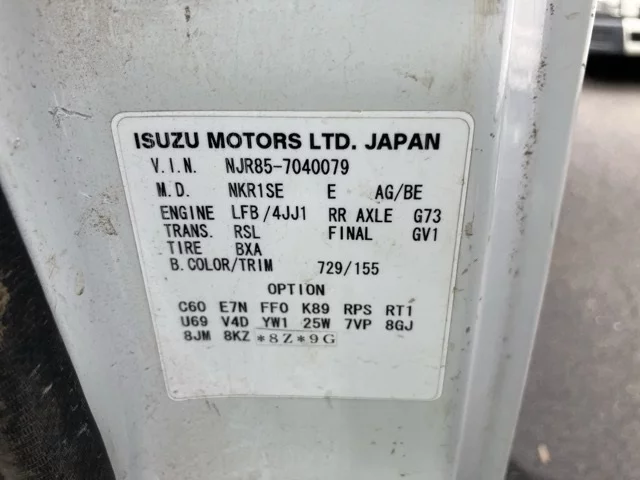 ISUZU MOTORS LTD. JAPAN
V.I.N. NJR85-7040079
M.D. NKR1SE E AG/BE
ENGINE LFB/4JJ1 RR AXLE G73
TRANS. RSL FINAL GV1
TIRE BXA
B.COLOR/TRIM 729/155
OPTION
C60 E7N FF0 K89 RPS RT1
U69 V4D YW1 25W 7VP 8GJ
8JM 8KZ *8Z*9G